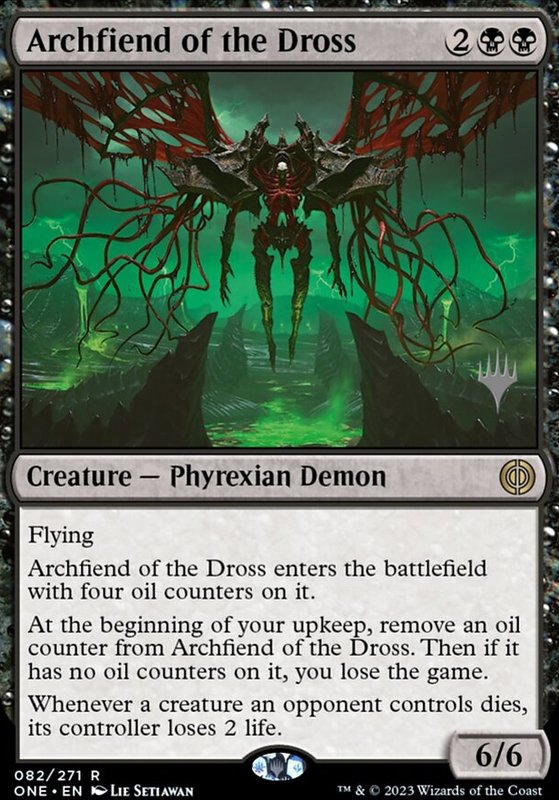 Archfiend of the Dross 2
Creature — Phyrexian Demon
Flying
Archfiend of the Dross enters the battlefield
with four oil counters on it.
At the beginning of your upkeep, remove an oil
counter from Archfiend of the Dross. Then if it
has no oil counters on it, you lose the game.
Whenever a creature an opponent controls dies,
its controller loses 2 life.
6/6
082/271 R
ONE • EN Lie Setiawan
™ & © 2023 Wizards of the Coast